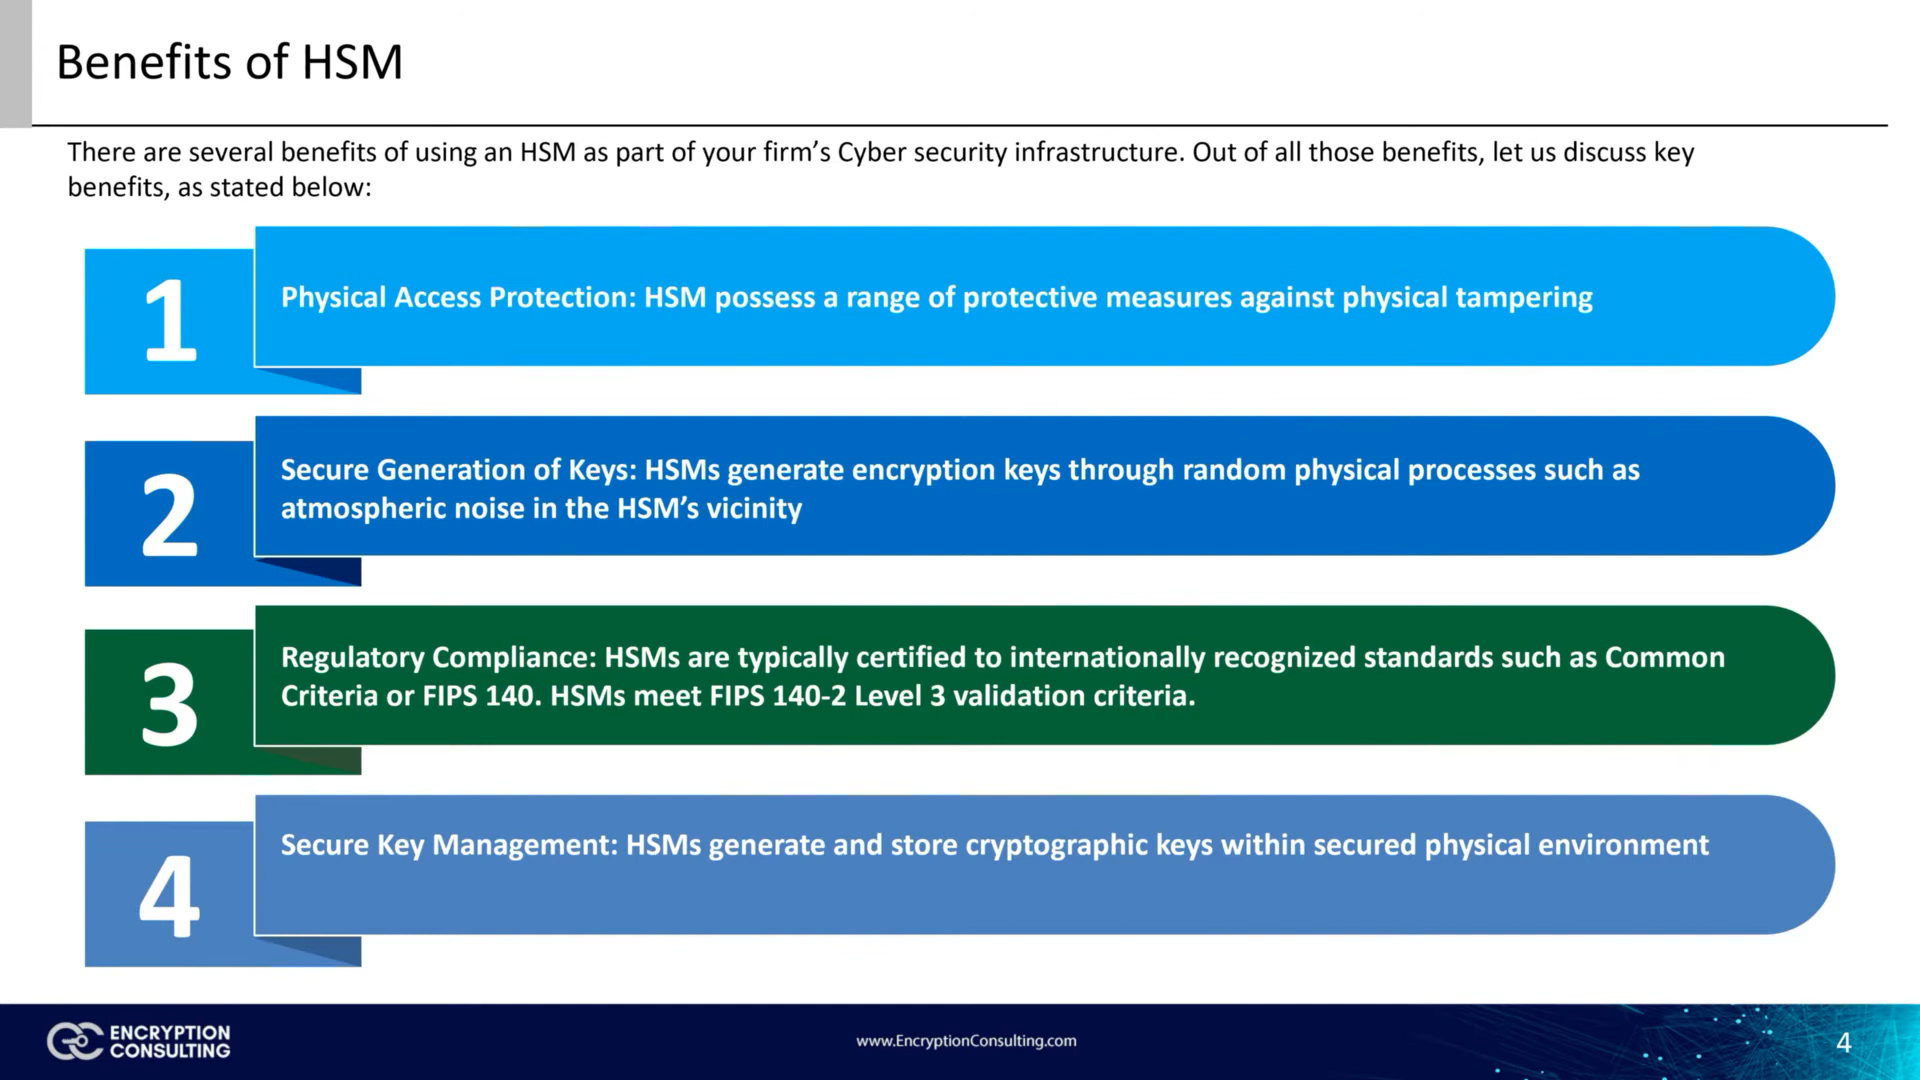 Benefits of HSM
There are several benefits of using an HSM as part of your firm’s Cyber security infrastructure. Out of all those benefits, let us discuss key
benefits, as stated below:
1
Physical Access Protection: HSM possess a range of protective measures against physical tampering
2
Secure Generation of Keys: HSMs generate encryption keys through random physical processes such as
atmospheric noise in the HSM’s vicinity
3
Regulatory Compliance: HSMs are typically certified to internationally recognized standards such as Common
Criteria or FIPS 140. HSMs meet FIPS 140-2 Level 3 validation criteria.
4
Secure Key Management: HSMs generate and store cryptographic keys within secured physical environment
ENCRYPTION
CONSULTING
www.EncryptionConsulting.com
4